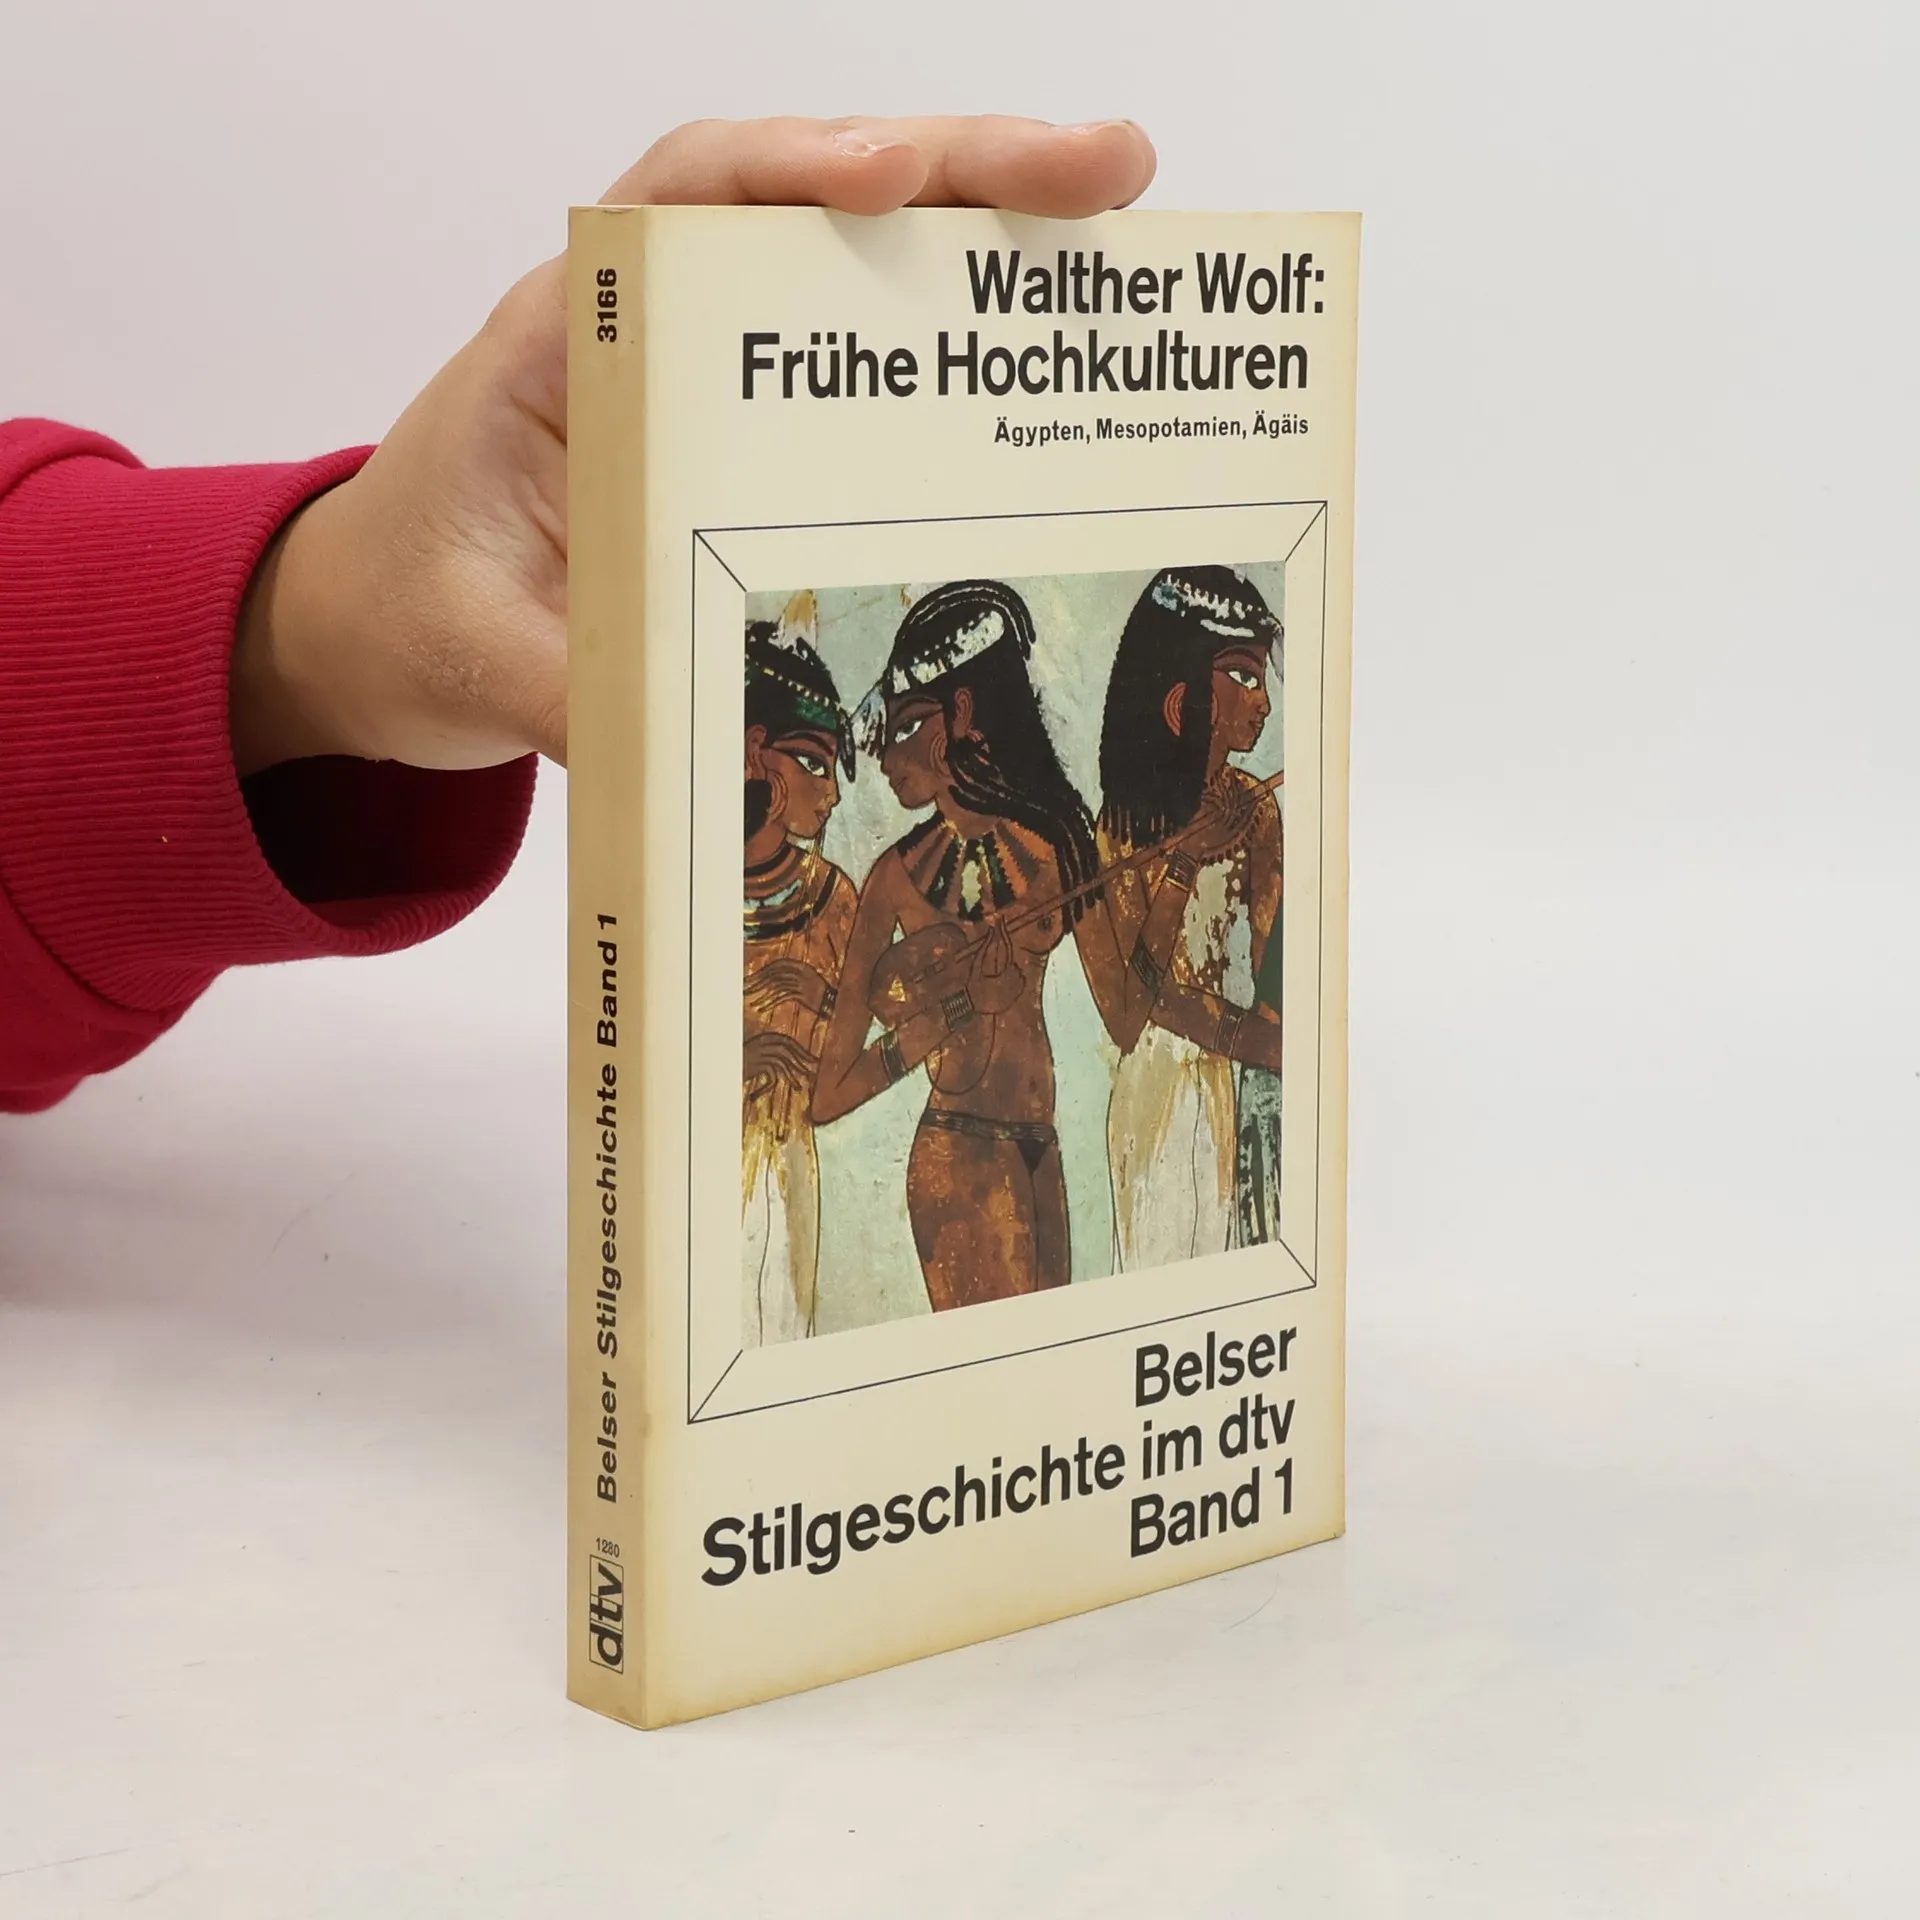 Walther Wolf:
Frühe Hochkulturen
Ägypten, Mesopotamien, Ägäis
Belser
Stilgeschichte im dtv
Band 1
3166
Belser Stilgeschichte Band 1
1280
dtv